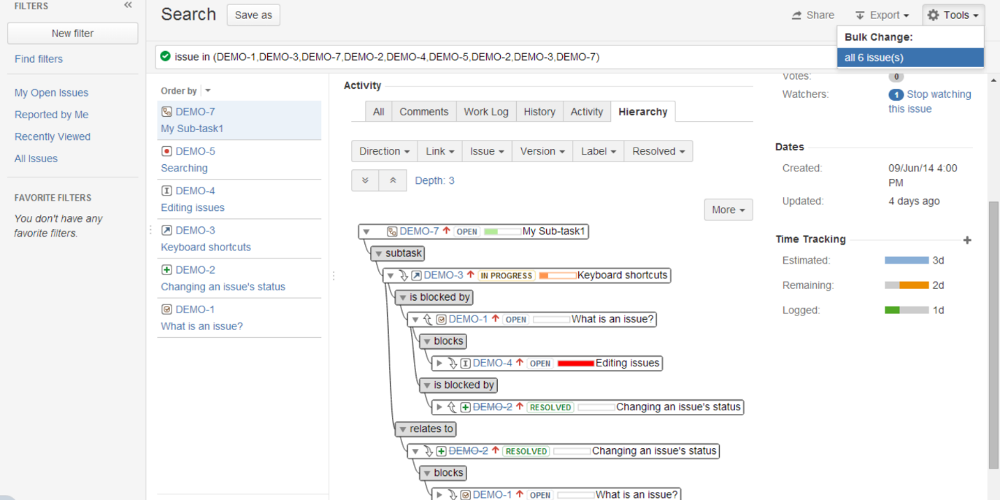 FILTERS
New filter
Find filters
My Open Issues
Reported by Me
Recently Viewed
All Issues
FAVORITE FILTERS
You don't have any
favorite filters.
Search
Save as
Share
Export
Tools
Bulk Change:
all 6 issue(s)
issue in (DEMO-1,DEMO-3,DEMO-7,DEMO-2,DEMO-4,DEMO-5,DEMO-2,DEMO-3,DEMO-7)
Order by
DEMO-7
My Sub-task1
DEMO-5
Searching
DEMO-4
Editing issues
DEMO-3
Keyboard shortcuts
DEMO-2
Changing an issue's status
DEMO-1
What is an issue?
Activity
All Comments Work Log History Activity Hierarchy
Direction Link Issue Version Label Resolved
Depth: 3
More
DEMO-7 OPEN My Sub-task1
subtask
DEMO-3 IN PROGRESS Keyboard shortcuts
is blocked by
DEMO-1 OPEN What is an issue?
blocks
DEMO-4 OPEN Editing issues
is blocked by
DEMO-2 RESOLVED Changing an issue's status
relates to
DEMO-2 RESOLVED Changing an issue's status
blocks
DEMO-1 OPEN What is an issue?
Votes: 0
Watchers: 1 Stop watching
this issue
Dates
Created: 09/Jun/14 4:00
PM
Updated: 4 days ago
Time Tracking
Estimated: 3d
Remaining: 2d
Logged: 1d